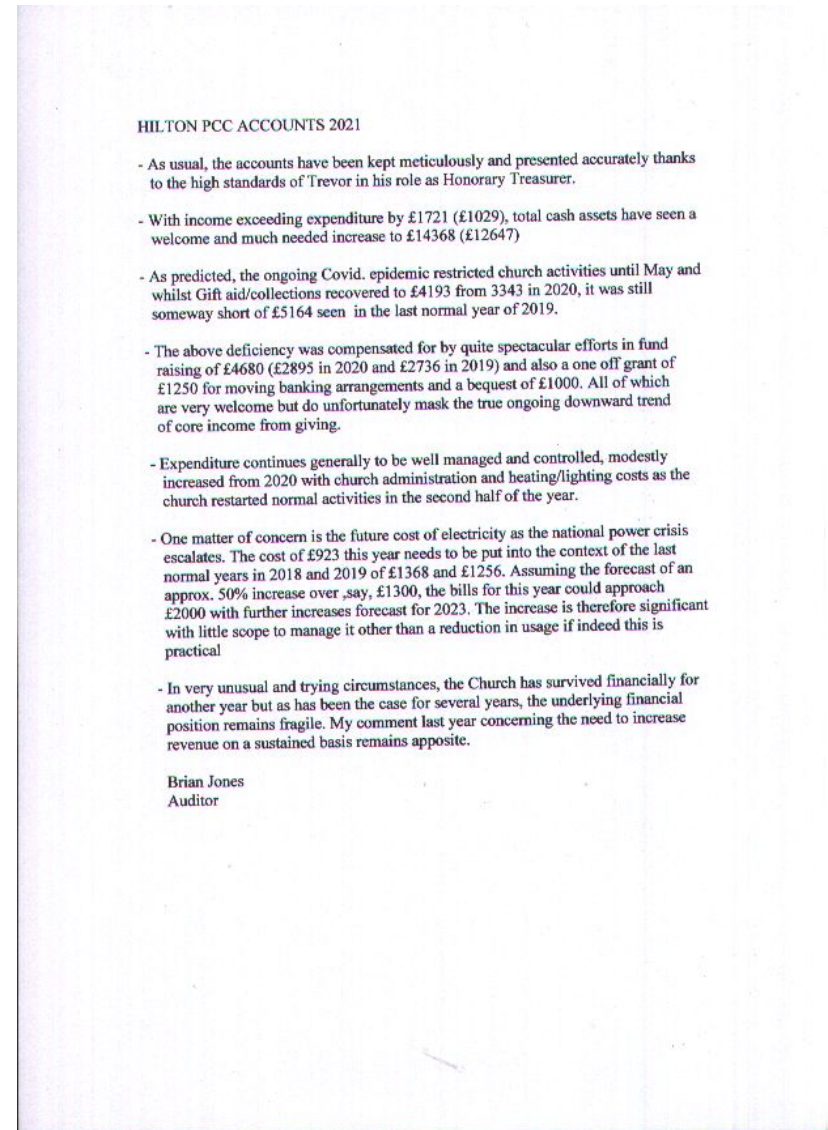 HILTON PCC ACCOUNTS 2021
- As usual, the accounts have been kept meticulously and presented accurately thanks
to the high standards of Trevor in his role as Honorary Treasurer.
- With income exceeding expenditure by £1721 (£1029), total cash assets have seen a
welcome and much needed increase to £14368 (£12647)
- As predicted, the ongoing Covid. epidemic restricted church activities until May and
whilst Gift aid/collections recovered to £4193 from 3343 in 2020, it was still
someway short of £5164 seen in the last normal year of 2019.
- The above deficiency was compensated for by quite spectacular efforts in fund
raising of £4680 (£2895 in 2020 and £2736 in 2019) and also a one off grant of
£1250 for moving banking arrangements and a bequest of £1000. All of which
are very welcome but do unfortunately mask the true ongoing downward trend
of core income from giving.
- Expenditure continues generally to be well managed and controlled, modestly
increased from 2020 with church administration and heating/lighting costs as the
church restarted normal activities in the second half of the year.
- One matter of concern is the future cost of electricity as the national power crisis
escalates. The cost of £923 this year needs to be put into the context of the last
normal years in 2018 and 2019 of £1368 and £1256. Assuming the forecast of an
approx. 50% increase over ,say, £1300, the bills for this year could approach
£2000 with further increases forecast for 2023. The increase is therefore significant
with little scope to manage it other than a reduction in usage if indeed this is
practical
- In very unusual and trying circumstances, the Church has survived financially for
another year but as has been the case for several years, the underlying financial
position remains fragile. My comment last year concerning the need to increase
revenue on a sustained basis remains apposite.
Brian Jones
Auditor